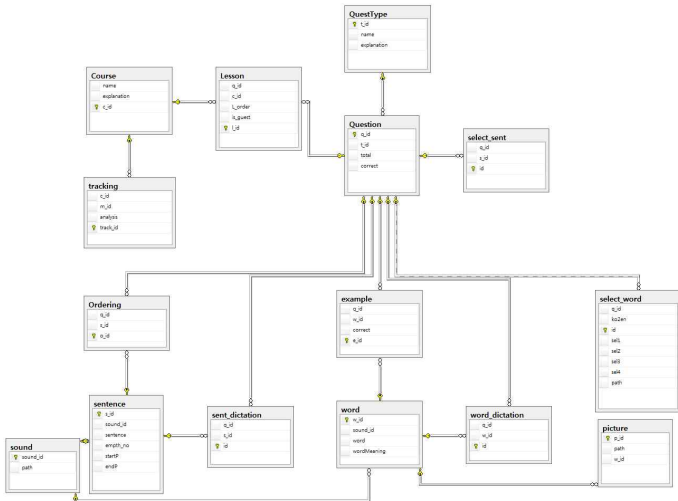 QuestType
t_id
name
explanation
Course
name
explanation
c_id
Lesson
q_id
c_id
L_order
is_guest
l_id
Question
q_id
t_id
total
correct
select_sent
q_id
s_id
id
tracking
c_id
m_id
analysis
track_id
Ordering
q_id
s_id
o_id
example
q_id
w_id
correct
e_id
select_word
q_id
ko2en
id
sel1
sel2
sel3
sel4
path
sentence
s_id
sound_id
sentence
empth_no
startP
endP
sent_dictation
q_id
s_id
id
word
w_id
sound_id
word
wordMeaning
word_dictation
q_id
w_id
id
picture
p_id
path
w_id
sound
sound_id
path